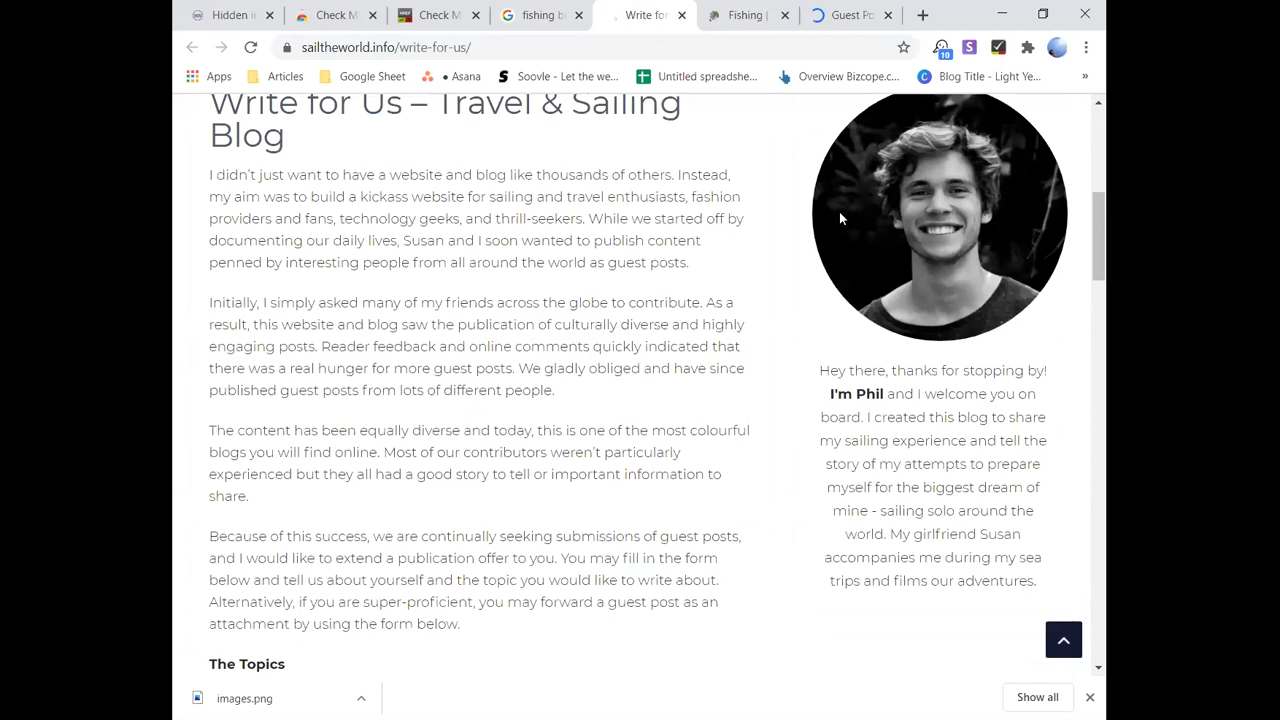 Hidden i
Check M
Check M
fishing b
Write for
Fishing |
Guest Po
sailtheworld.info/write-for-us/
10
Apps
Articles
Google Sheet
• Asana
Soovle - Let the we...
Untitled spreadshe...
Overview Bizcope.c...
Blog Title - Light Ye...
»
Write for Us – Travel & Sailing
Blog
I didn't just want to have a website and blog like thousands of others. Instead,
my aim was to build a kickass website for sailing and travel enthusiasts, fashion
providers and fans, technology geeks, and thrill-seekers. While we started off by
documenting our daily lives, Susan and I soon wanted to publish content
penned by interesting people from all around the world as guest posts.
Initially, I simply asked many of my friends across the globe to contribute. As a
result, this website and blog saw the publication of culturally diverse and highly
engaging posts. Reader feedback and online comments quickly indicated that
there was a real hunger for more guest posts. We gladly obliged and have since
published guest posts from lots of different people.
The content has been equally diverse and today, this is one of the most colourful
blogs you will find online. Most of our contributors weren't particularly
experienced but they all had a good story to tell or important information to
share.
Because of this success, we are continually seeking submissions of guest posts,
and I would like to extend a publication offer to you. You may fill in the form
below and tell us about yourself and the topic you would like to write about.
Alternatively, if you are super-proficient, you may forward a guest post as an
attachment by using the form below.
The Topics
Hey there, thanks for stopping by!
I'm Phil and I welcome you on
board. I created this blog to share
my sailing experience and tell the
story of my attempts to prepare
myself for the biggest dream of
mine - sailing solo around the
world. My girlfriend Susan
accompanies me during my sea
trips and films our adventures.
images.png
Show all